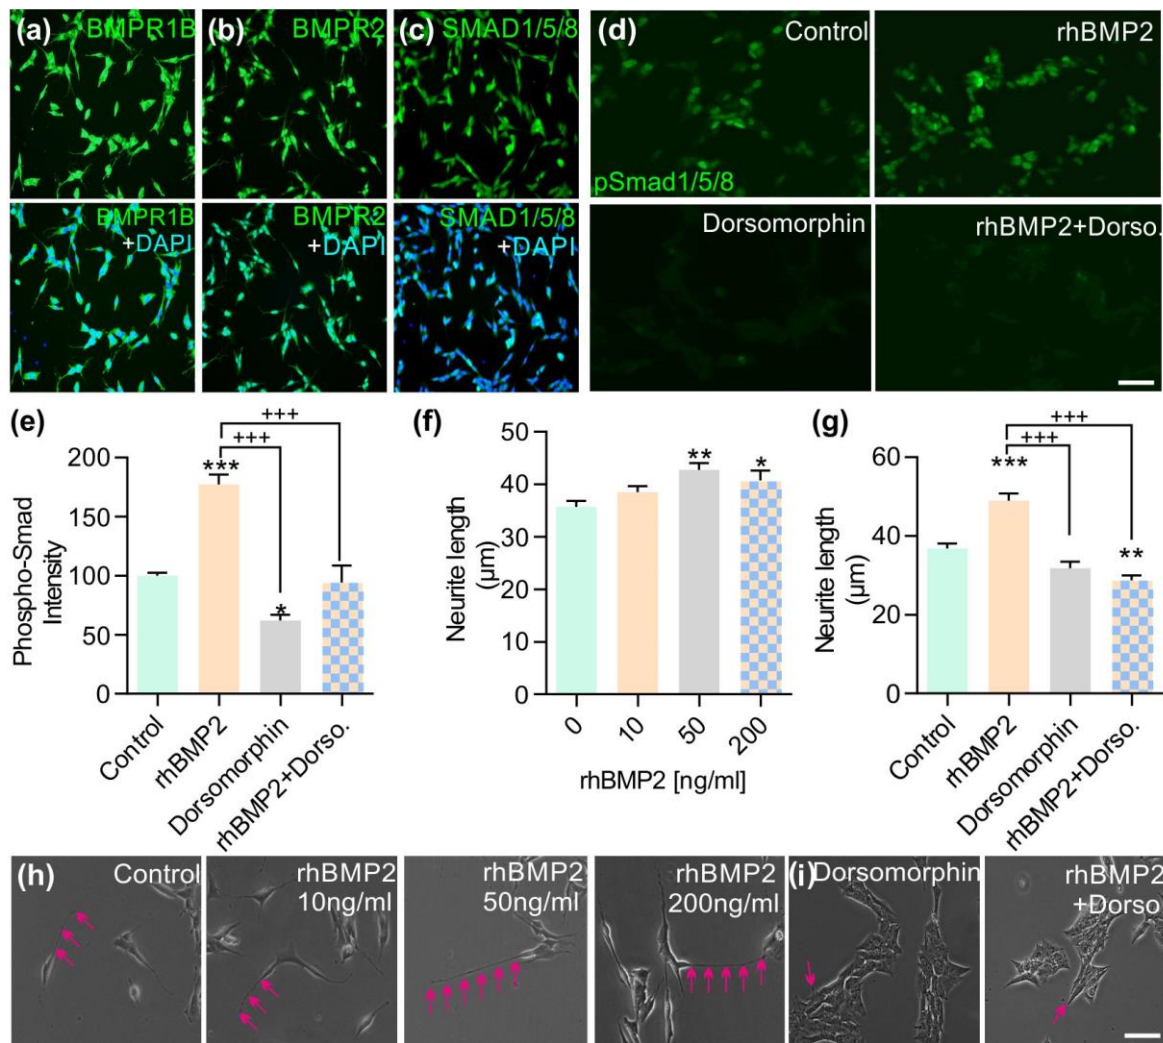 (a)
BMPR1B
(b)
BMPR2
(c)
SMAD1/5/8
(d)
Control
rhBMP2
pSmad1/5/8
BMPR1B
+DAPI
BMPR2
+DAPI
SMAD1/5/8
+DAPI
Dorsomorphin
rhBMP2+Dorso.
(e)
Phospho-Smad
Intensity
200
150
100
50
0
***
+++
+++
*
Control
rhBMP2
Dorsomorphin
rhBMP2+Dorso.
(f)
Neurite length
(µm)
50
40
30
20
10
0
**
*
0
10
50
200
rhBMP2 [ng/ml]
(g)
Neurite length
(µm)
60
40
20
0
***
+++
+++
**
Control
rhBMP2
Dorsomorphin
rhBMP2+Dorso.
(h)
Control
rhBMP2
10ng/ml
rhBMP2
50ng/ml
rhBMP2
200ng/ml
(i)
Dorsomorphin
rhBMP2
+Dorso